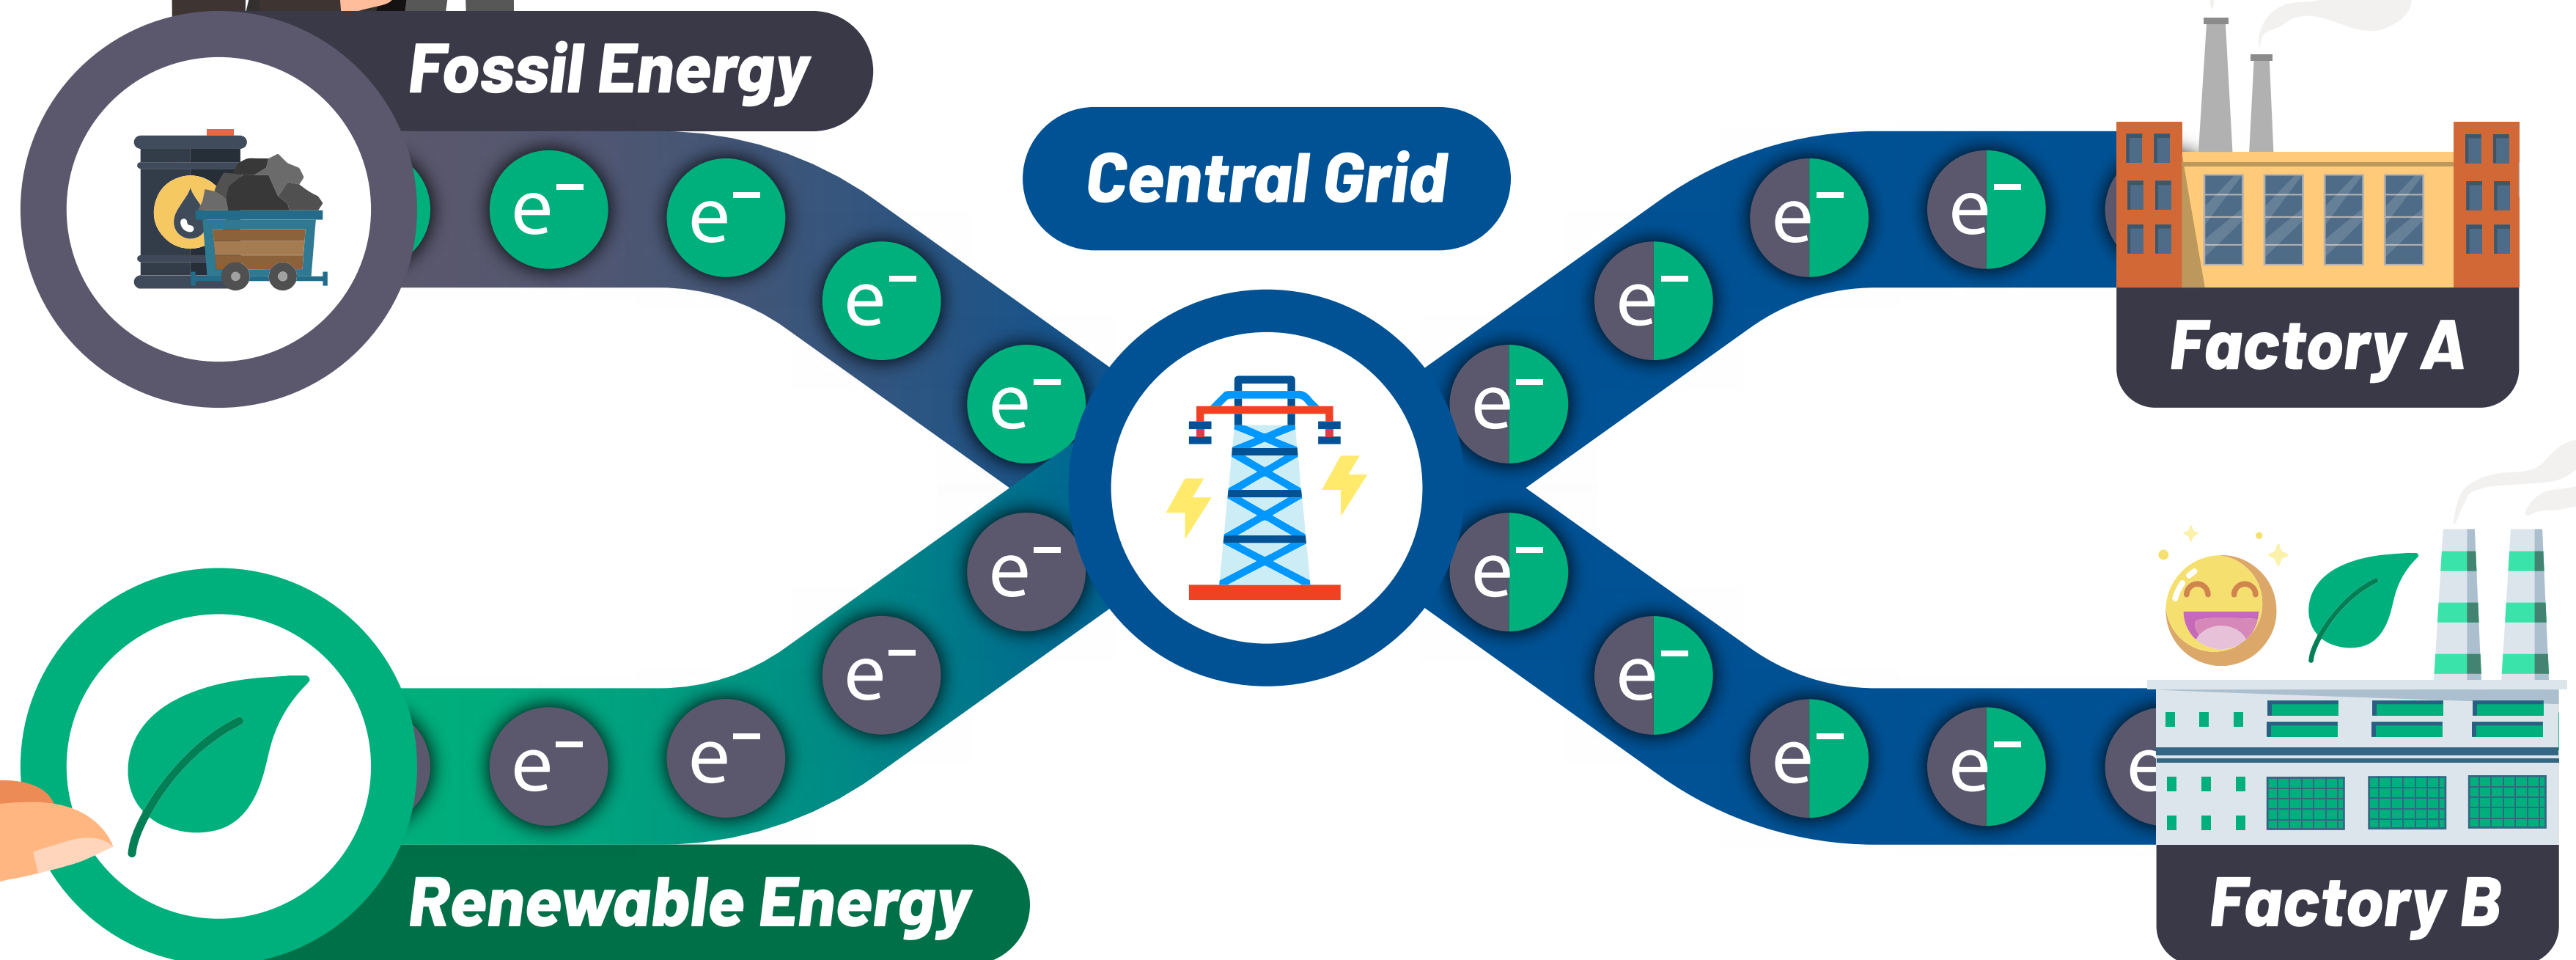 Fossil Energy
Central Grid
e−
e−
e−
e−
e−
e−
e−
e−
Factory A
e−
e−
e−
e−
e−
e−
e−
e−
e
Renewable Energy
Factory B